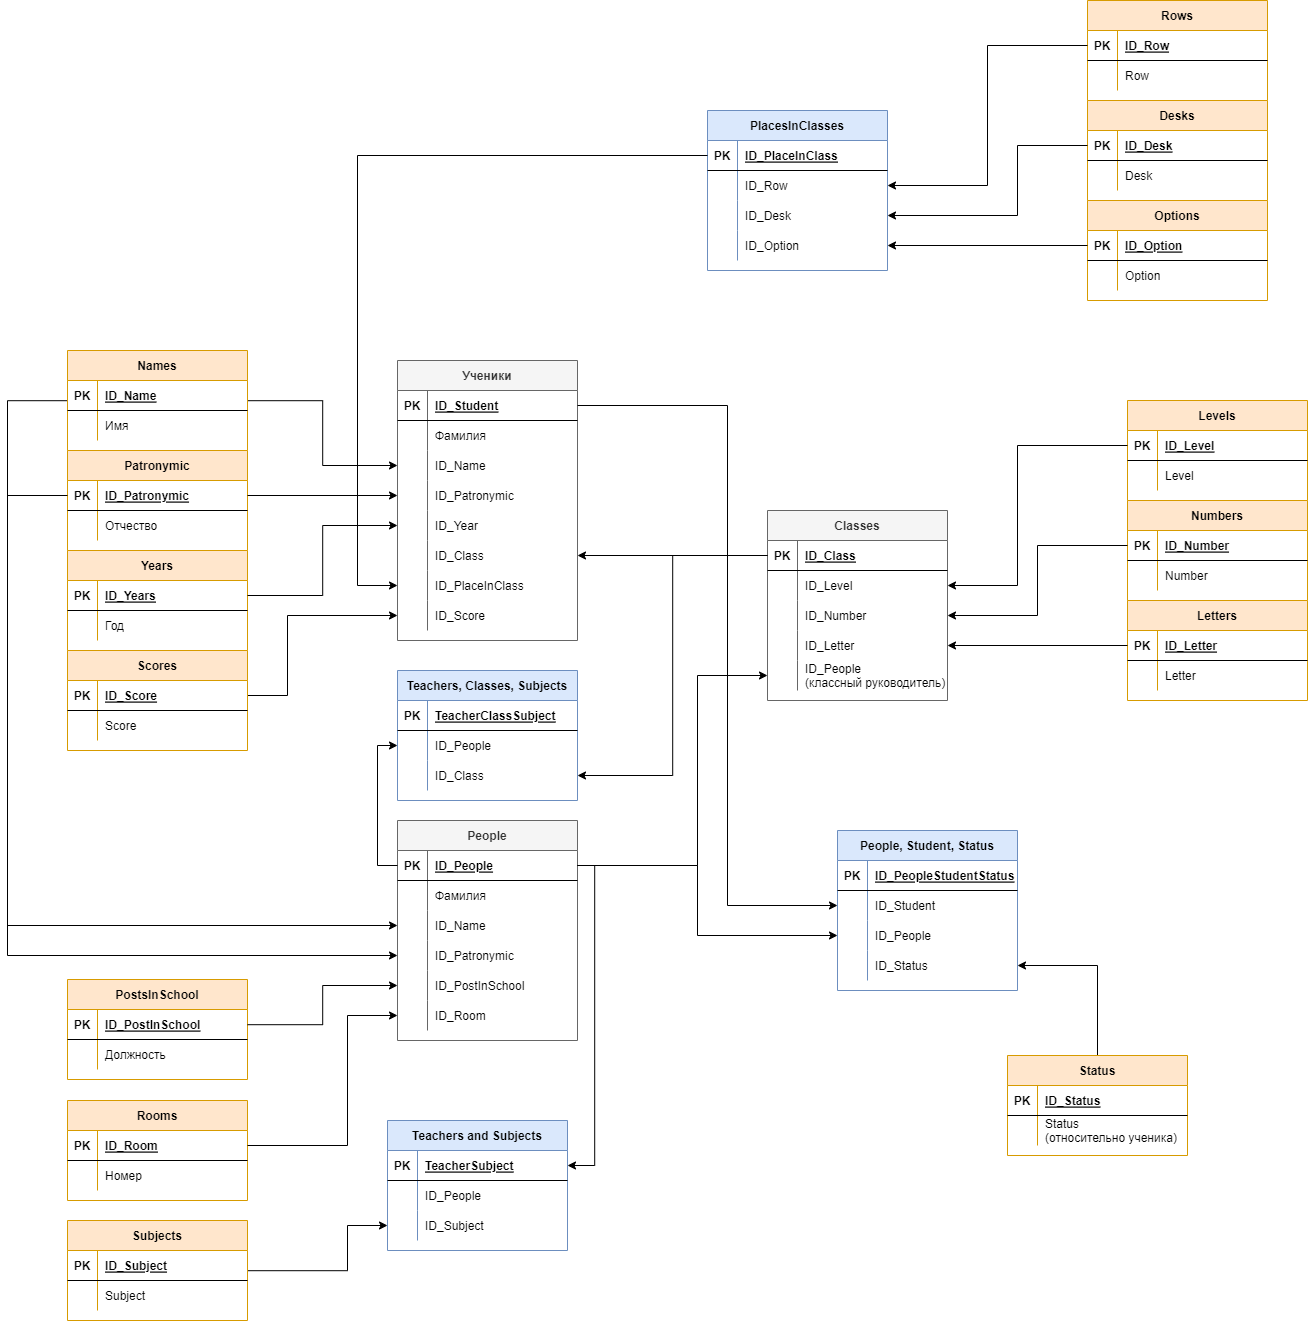 Rows
PK ID_Row
Row
Desks
PK ID_Desk
Desk
Options
PK ID_Option
Option
PlacesInClasses
PK ID_PlaceInClass
ID_Row
ID_Desk
ID_Option
Names
PK ID_Name
Имя
Patronymic
PK ID_Patronymic
Отчество
Years
PK ID_Years
Год
Scores
PK ID_Score
Score
Ученики
PK ID_Student
Фамилия
ID_Name
ID_Patronymic
ID_Year
ID_Class
ID_PlaceInClass
ID_Score
Classes
PK ID_Class
ID_Level
ID_Number
ID_Letter
ID_People
(классный руководитель)
Levels
PK ID_Level
Level
Numbers
PK ID_Number
Number
Letters
PK ID_Letter
Letter
Teachers, Classes, Subjects
PK TeacherClassSubject
ID_People
ID_Class
People
PK ID_People
Фамилия
ID_Name
ID_Patronymic
ID_PostInSchool
ID_Room
People, Student, Status
PK ID_PeopleStudentStatus
ID_Student
ID_People
ID_Status
PostsInSchool
PK ID_PostInSchool
Должность
Rooms
PK ID_Room
Номер
Subjects
PK ID_Subject
Subject
Teachers and Subjects
PK TeacherSubject
ID_People
ID_Subject
Status
PK ID_Status
Status
(относительно ученика)